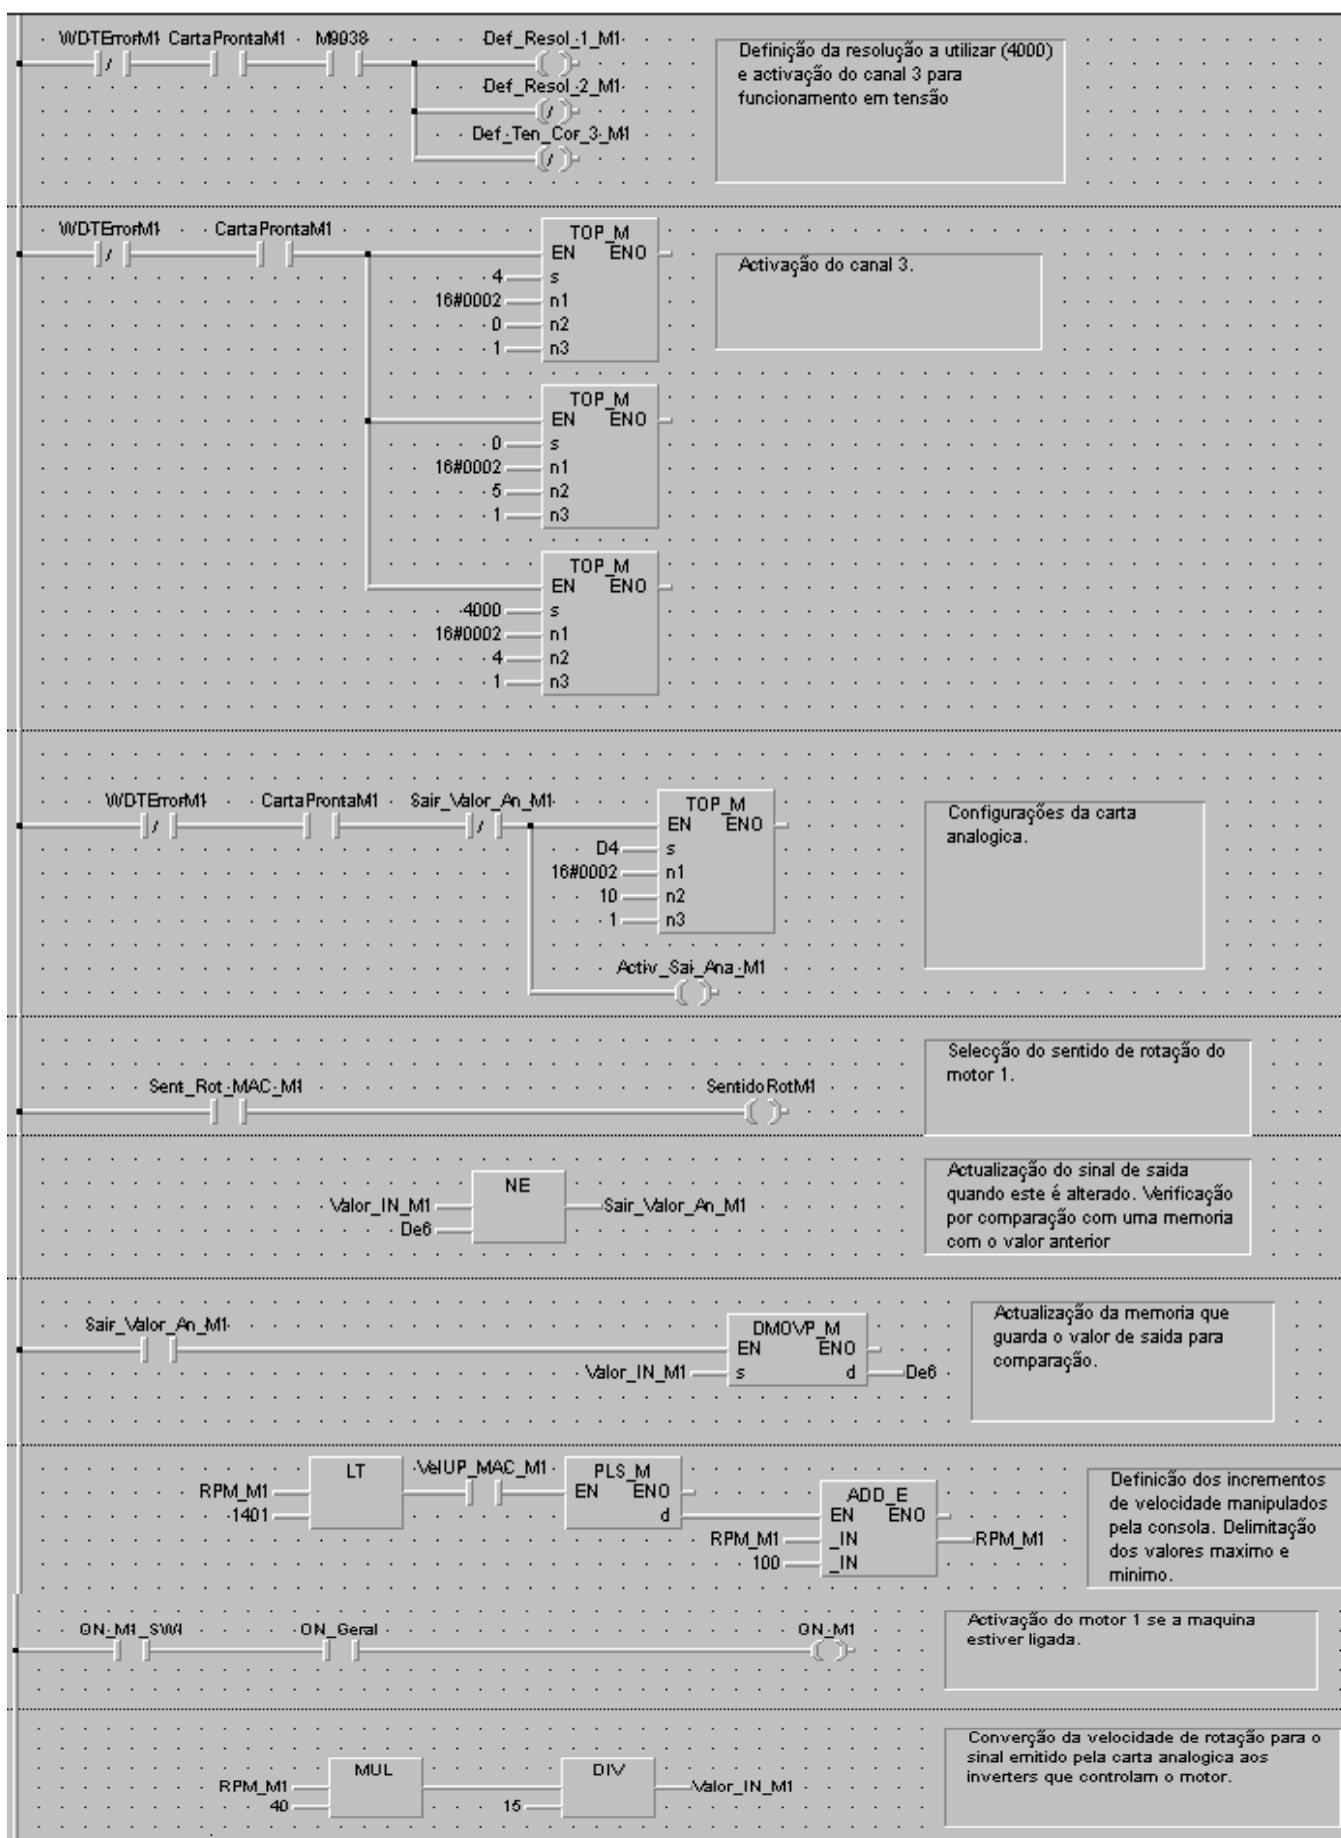 WDTErrorM1 CartaProntaM1 M9038 Def_Resol_1_M1
Def_Resol_2_M1
Def_Ten_Cor_3_M1
Definição da resolução a utilizar (4000)
e activação do canal 3 para
funcionamento em tensão
WDTErrorM1 CartaProntaM1
TOP_M
EN ENO
4 s
16#0002 n1
0 n2
1 n3
Activação do canal 3.
TOP_M
EN ENO
0 s
16#0002 n1
5 n2
1 n3
TOP_M
EN ENO
4000 s
16#0002 n1
4 n2
1 n3
WDTErrorM1 CartaProntaM1 Sair_Valor_An_M1
TOP_M
EN ENO
D4 s
16#0002 n1
10 n2
1 n3
Activ_Sai_Ana_M1
Configurações da carta
analogica.
Sent_Rot_MAC_M1 SentidoRotM1
Selecção do sentido de rotação do
motor 1.
NE
Valor_IN_M1 Sair_Valor_An_M1
De6
Actualização do sinal de saida
quando este é alterado. Verificação
por comparação com uma memoria
com o valor anterior
Sair_Valor_An_M1
DMOVP_M
EN ENO
Valor_IN_M1 s d De6
Actualização da memoria que
guarda o valor de saida para
comparação.
LT VelUP_MAC_M1 PLS_M
RPM_M1 EN ENO
1401 d
ADD_E
EN ENO
RPM_M1 _IN RPM_M1
100 _IN
Definicão dos incrementos
de velocidade manipulados
pela consola. Delimitação
dos valores maximo e
minimo.
ON_M1_SW1 ON_Geral ON_M1
Activação do motor 1 se a maquina
estiver ligada.
MUL DIV
RPM_M1 Valor_IN_M1
40 15
Converção da velocidade de rotação para o
sinal emitido pela carta analogica aos
inverters que controlam o motor.